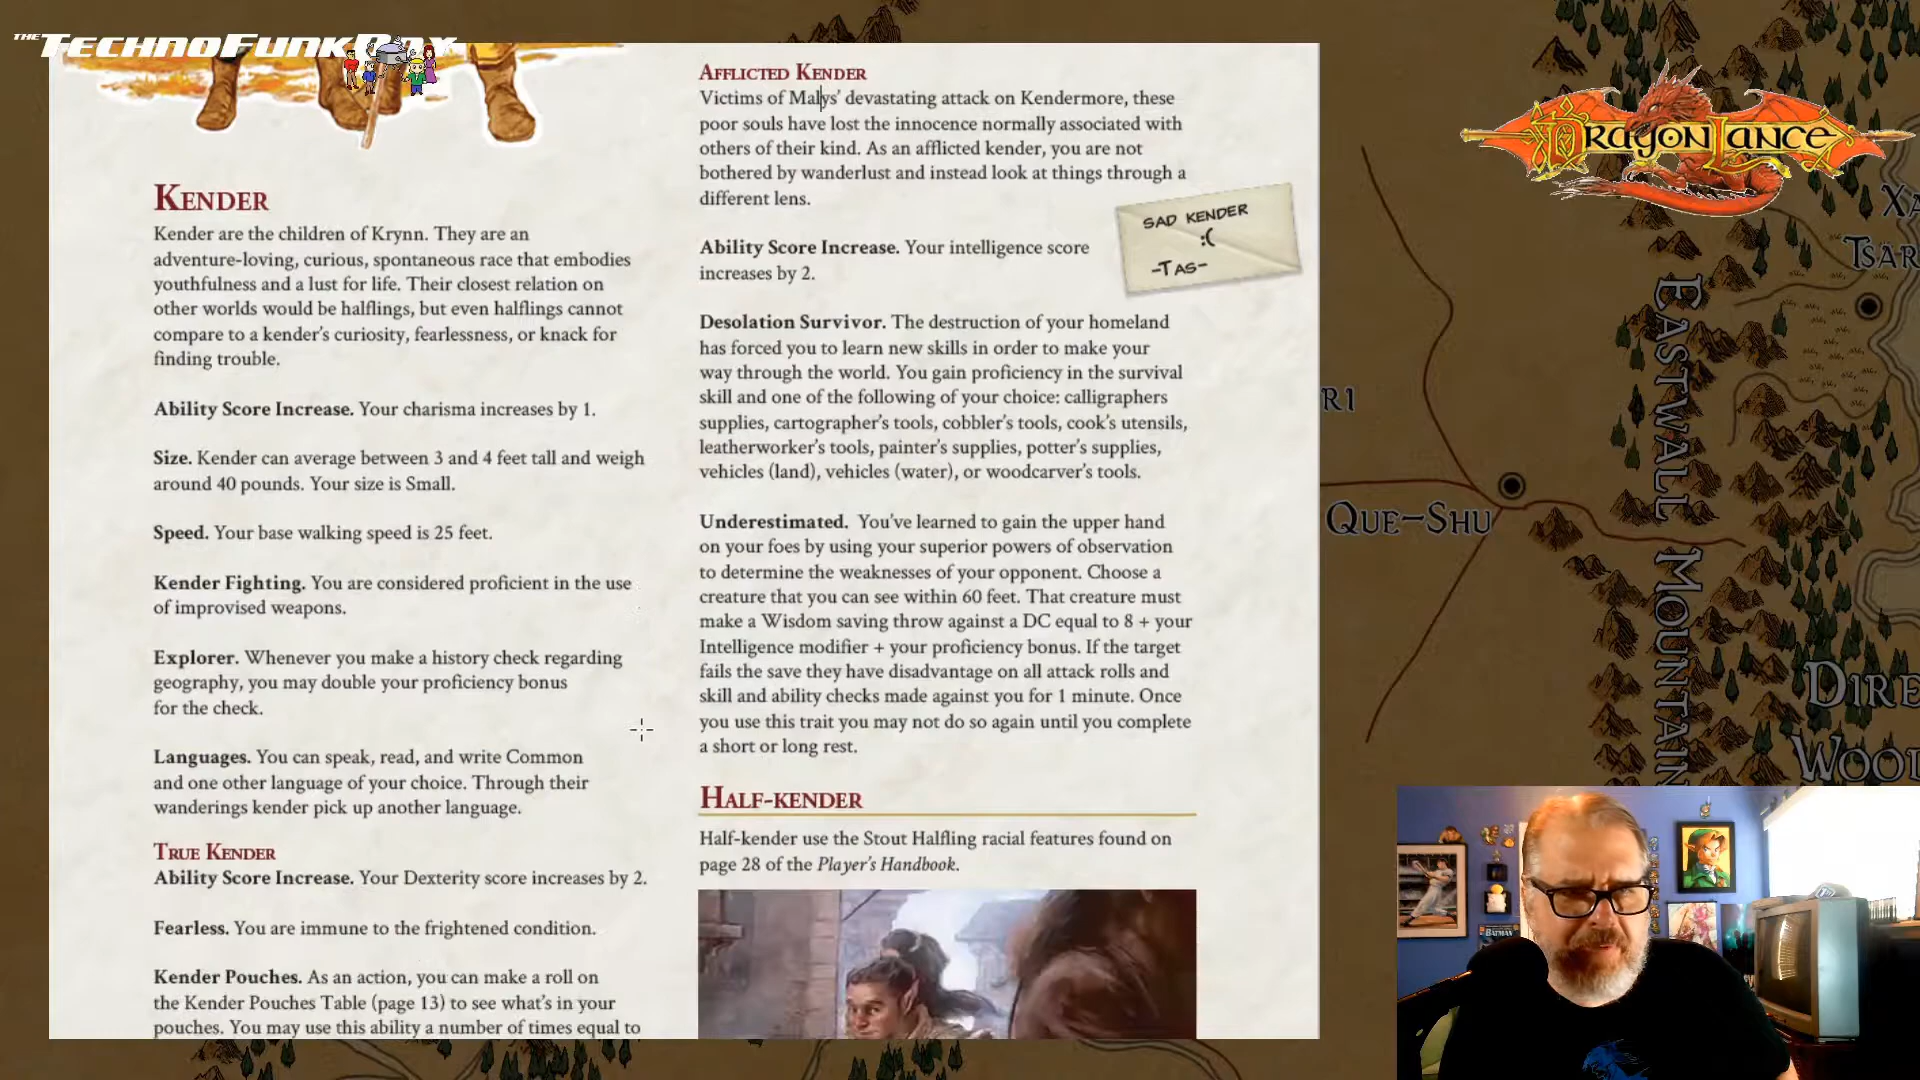 THE TECHNOFUNKBOY
KENDER
Kender are the children of Krynn. They are an
adventure-loving, curious, spontaneous race that embodies
youthfulness and a lust for life. Their closest relation on
other worlds would be halflings, but even halflings cannot
compare to a kender's curiosity, fearlessness, or knack for
finding trouble.
Ability Score Increase. Your charisma increases by 1.
Size. Kender can average between 3 and 4 feet tall and weigh
around 40 pounds. Your size is Small.
Speed. Your base walking speed is 25 feet.
Kender Fighting. You are considered proficient in the use
of improvised weapons.
Explorer. Whenever you make a history check regarding
geography, you may double your proficiency bonus
for the check.
Languages. You can speak, read, and write Common
and one other language of your choice. Through their
wanderings kender pick up another language.
TRUE KENDER
Ability Score Increase. Your Dexterity score increases by 2.
Fearless. You are immune to the frightened condition.
Kender Pouches. As an action, you can make a roll on
the Kender Pouches Table (page 13) to see what's in your
pouches. You may use this ability a number of times equal to
AFFLICTED KENDER
Victims of Malys' devastating attack on Kendermore, these
poor souls have lost the innocence normally associated with
others of their kind. As an afflicted kender, you are not
bothered by wanderlust and instead look at things through a
different lens.
SAD KENDER
:(
-TAS-
Ability Score Increase. Your intelligence score
increases by 2.
Desolation Survivor. The destruction of your homeland
has forced you to learn new skills in order to make your
way through the world. You gain proficiency in the survival
skill and one of the following of your choice: calligraphers
supplies, cartographer's tools, cobbler's tools, cook's utensils,
leatherworker's tools, painter's supplies, potter's supplies,
vehicles (land), vehicles (water), or woodcarver's tools.
Underestimated. You've learned to gain the upper hand
on your foes by using your superior powers of observation
to determine the weaknesses of your opponent. Choose a
creature that you can see within 60 feet. That creature must
make a Wisdom saving throw against a DC equal to 8 + your
Intelligence modifier + your proficiency bonus. If the target
fails the save they have disadvantage on all attack rolls and
skill and ability checks made against you for 1 minute. Once
you use this trait you may not do so again until you complete
a short or long rest.
HALF-KENDER
Half-kender use the Stout Halfling racial features found on
page 28 of the Player's Handbook.
DRAGONLANCE
XA
TSAR
RI
QUE-SHU
EASTWALL MOUNTAIN
DIRE
WOOD
BATMAN